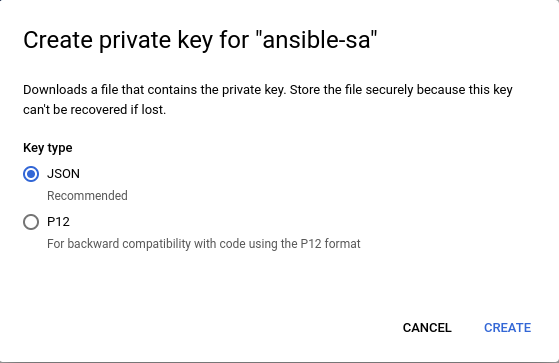 Create private key for "ansible-sa"
Downloads a file that contains the private key. Store the file securely because this key
can't be recovered if lost.
Key type
JSON
Recommended
P12
For backward compatibility with code using the P12 format
CANCEL CREATE